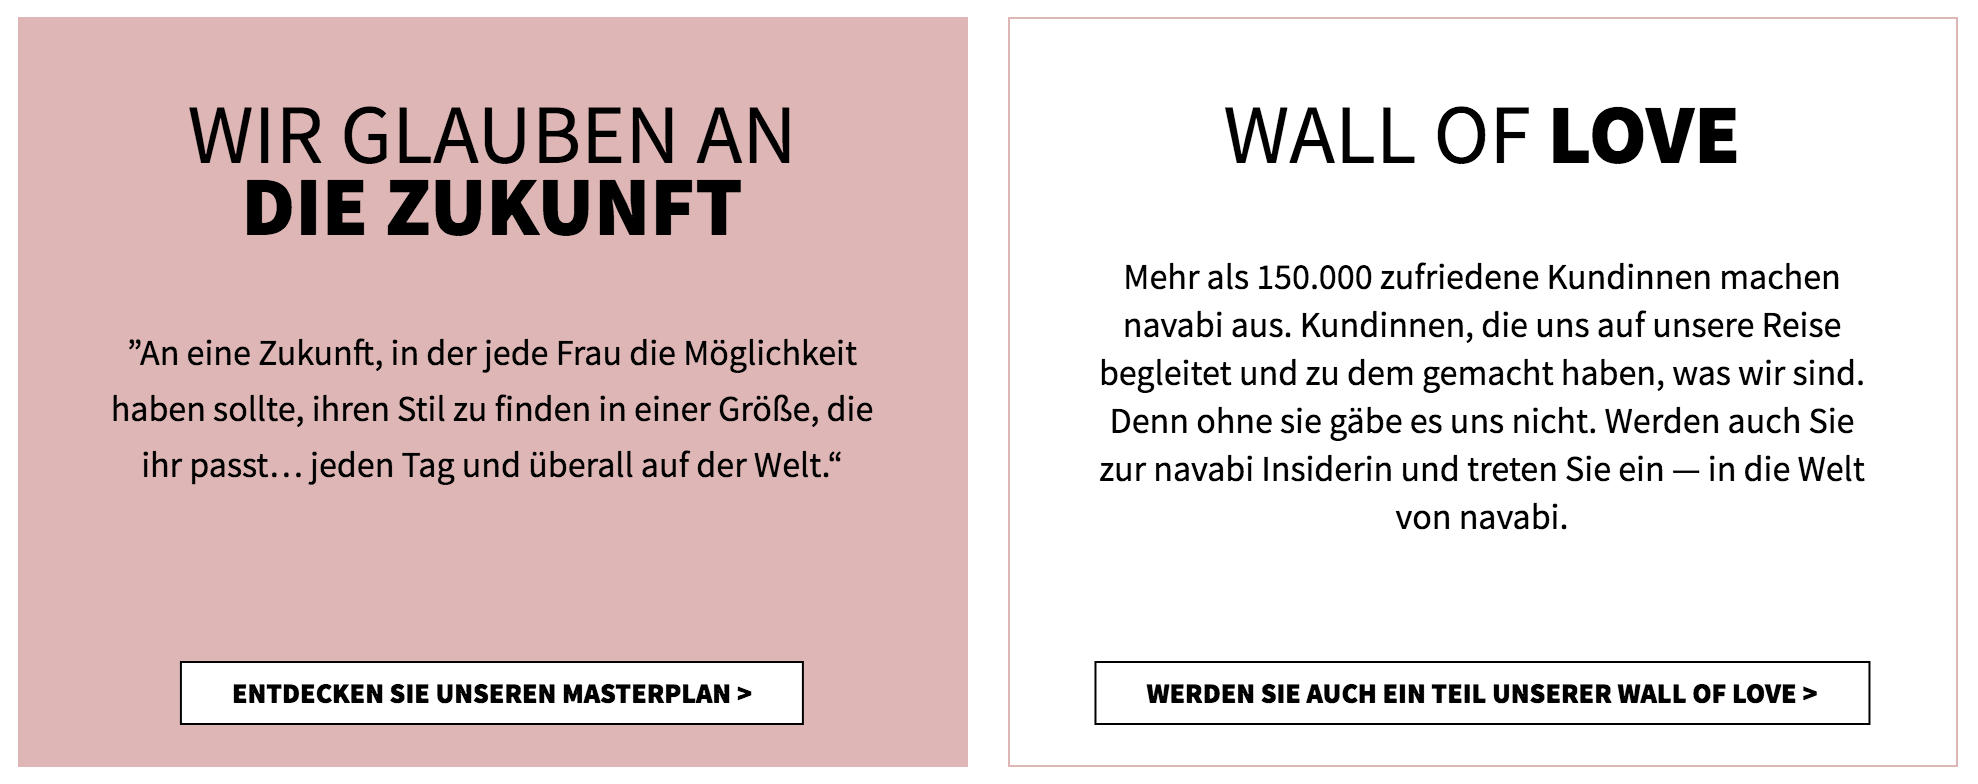 WIR GLAUBEN AN
DIE ZUKUNFT
”An eine Zukunft, in der jede Frau die Möglichkeit
haben sollte, ihren Stil zu finden in einer Größe, die
ihr passt… jeden Tag und überall auf der Welt.“
ENTDECKEN SIE UNSEREN MASTERPLAN >
WALL OF LOVE
Mehr als 150.000 zufriedene Kundinnen machen
navabi aus. Kundinnen, die uns auf unsere Reise
begleitet und zu dem gemacht haben, was wir sind.
Denn ohne sie gäbe es uns nicht. Werden auch Sie
zur navabi Insiderin und treten Sie ein — in die Welt
von navabi.
WERDEN SIE AUCH EIN TEIL UNSERER WALL OF LOVE >